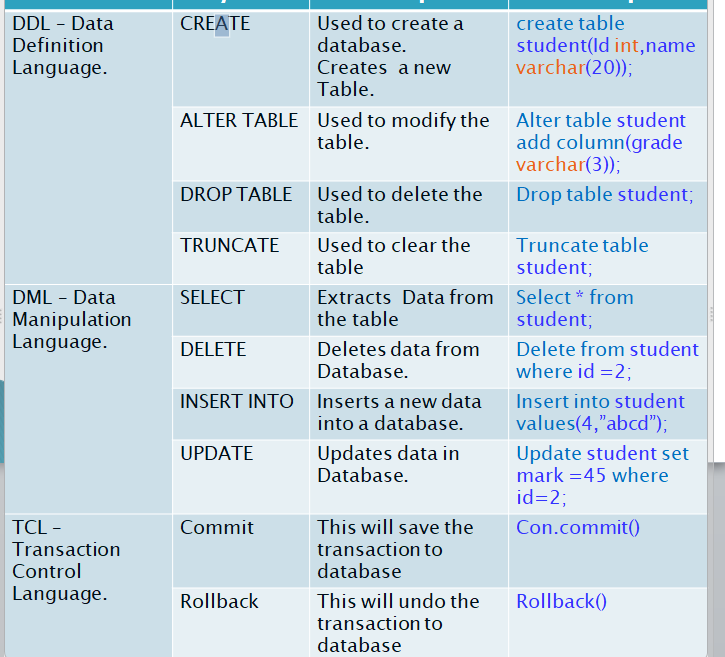 DDL – Data
Definition
Language.
CREATE
Used to create a
database.
Creates  a new
Table.
create table
student(Id int,name
varchar(20));
ALTER TABLE
Used to modify the
table.
Alter table student
add column(grade
varchar(3));
DROP TABLE
Used to delete the
table.
Drop table student;
TRUNCATE
Used to clear the
table
Truncate table
student;
DML – Data
Manipulation
Language.
SELECT
Extracts  Data from
the table
Select * from
student;
DELETE
Deletes data from
Database.
Delete from student
where id =2;
INSERT INTO
Inserts a new data
into a database.
Insert into student
values(4,”abcd”);
UPDATE
Updates data in
Database.
Update student set
mark =45 where
id=2;
TCL –
Transaction
Control
Language.
Commit
This will save the
transaction to
database
Con.commit()
Rollback
This will undo the
transaction to
database
Rollback()